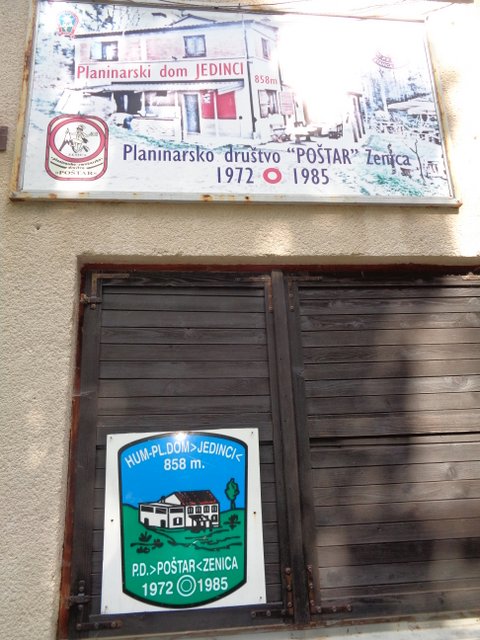 Planinarski dom JEDINCI
858m
Planinarsko društvo "POŠTAR" Zenica
1972 1985
"POŠTAR"
HUM-PL.DOM>JEDINCI<
858 m.
P.D.>POŠTAR<ZENICA
1972 1985